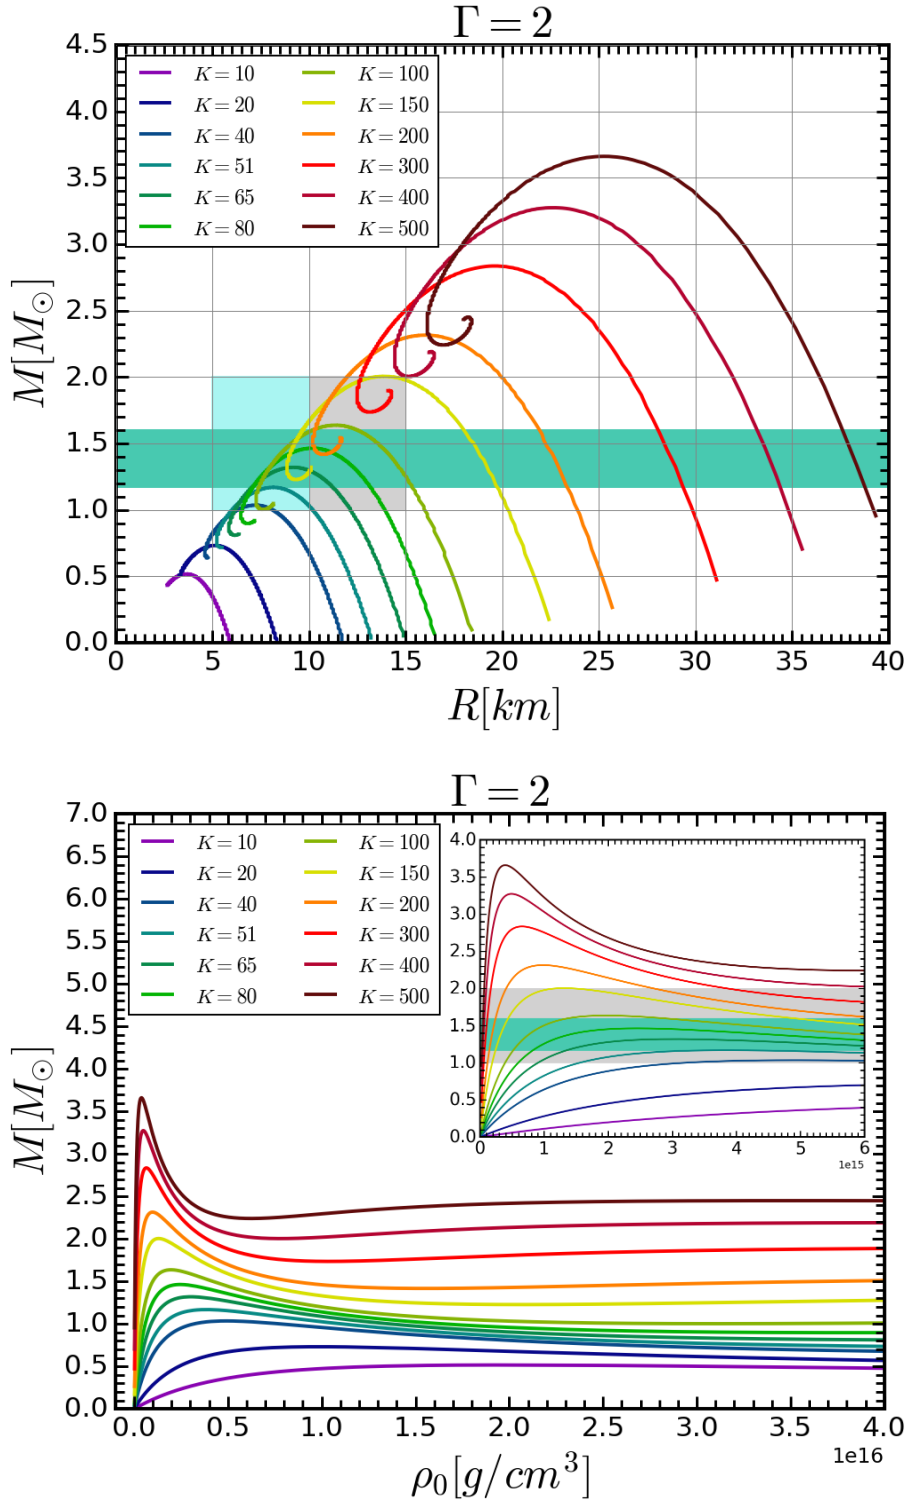 Γ = 2
4.5
4.0
3.5
3.0
2.5
2.0
1.5
1.0
0.5
0.0
M[M⊙]
K = 10
K = 20
K = 40
K = 51
K = 65
K = 80
K = 100
K = 150
K = 200
K = 300
K = 400
K = 500
0 5 10 15 20 25 30 35 40
R[km]
Γ = 2
7.0
6.5
6.0
5.5
5.0
4.5
4.0
3.5
3.0
2.5
2.0
1.5
1.0
0.5
0.0
M[M⊙]
K = 10
K = 20
K = 40
K = 51
K = 65
K = 80
K = 100
K = 150
K = 200
K = 300
K = 400
K = 500
4.0
3.5
3.0
2.5
2.0
1.5
1.0
0.5
0.0
0 1 2 3 4 5 6
1e15
0.0 0.5 1.0 1.5 2.0 2.5 3.0 3.5 4.0
1e16
ρ₀[g/cm³]